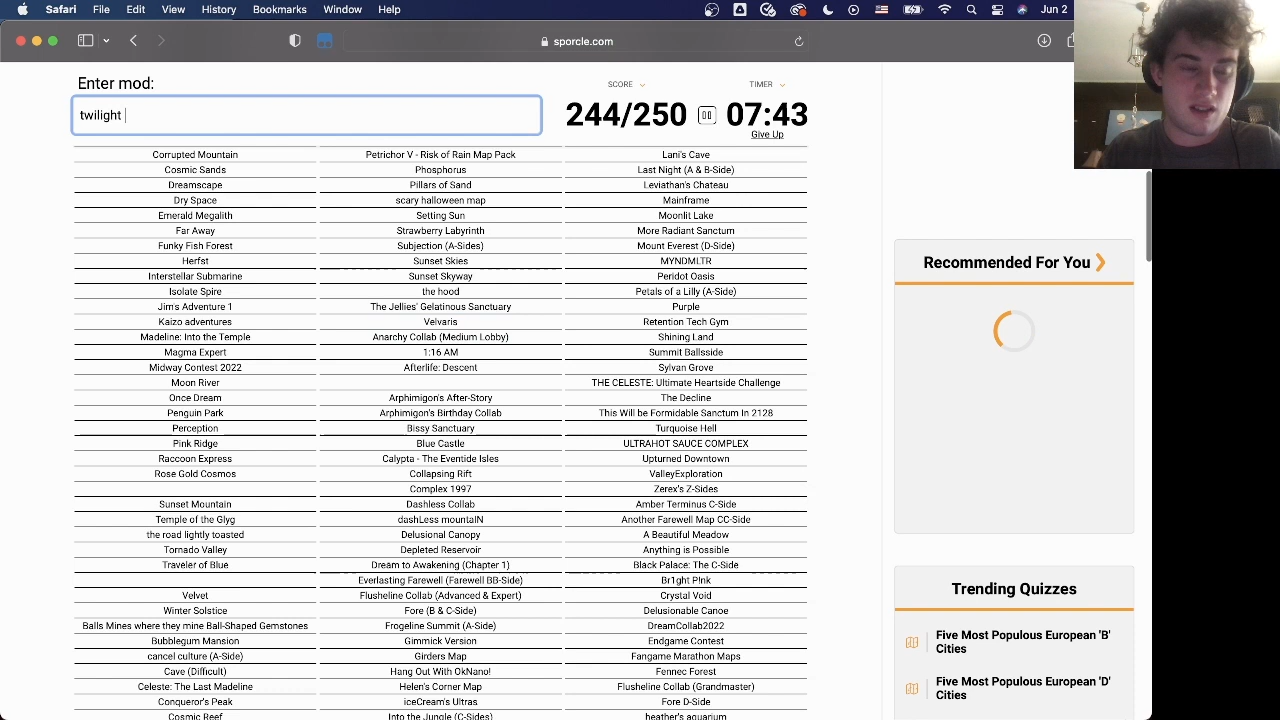 Safari File Edit View History Bookmarks Window Help Jun 2
sporcle.com
Enter mod:
SCORE TIMER
twilight
244/250 07:43
Give Up
Corrupted Mountain Petrichor V - Risk of Rain Map Pack Lani's Cave
Cosmic Sands Phosphorus Last Night (A & B-Side)
Dreamscape Pillars of Sand Leviathan's Chateau
Dry Space scary halloween map Mainframe
Emerald Megalith Setting Sun Moonlit Lake
Far Away Strawberry Labyrinth More Radiant Sanctum
Funky Fish Forest Subjection (A-Sides) Mount Everest (D-Side)
Herfst Sunset Skies MYNDMLTR
Interstellar Submarine Sunset Skyway Peridot Oasis
Isolate Spire the hood Petals of a Lilly (A-Side)
Jim's Adventure 1 The Jellies' Gelatinous Sanctuary Purple
Kaizo adventures Velvaris Retention Tech Gym
Madeline: Into the Temple Anarchy Collab (Medium Lobby) Shining Land
Magma Expert 1:16 AM Summit Ballsside
Midway Contest 2022 Afterlife: Descent Sylvan Grove
Moon River THE CELESTE: Ultimate Heartside Challenge
Once Dream Arphimigon's After-Story The Decline
Penguin Park Arphimigon's Birthday Collab This Will be Formidable Sanctum In 2128
Perception Bissy Sanctuary Turquoise Hell
Pink Ridge Blue Castle ULTRAHOT SAUCE COMPLEX
Raccoon Express Calypta - The Eventide Isles Upturned Downtown
Rose Gold Cosmos Collapsing Rift ValleyExploration
Complex 1997 Zerex's Z-Sides
Sunset Mountain Dashless Collab Amber Terminus C-Side
Temple of the Glyg dashLess mountaIN Another Farewell Map CC-Side
the road lightly toasted Delusional Canopy A Beautiful Meadow
Tornado Valley Depleted Reservoir Anything is Possible
Traveler of Blue Dream to Awakening (Chapter 1) Black Palace: The C-Side
Everlasting Farewell (Farewell BB-Side) Br1ght P!nk
Velvet Flusheline Collab (Advanced & Expert) Crystal Void
Winter Solstice Fore (B & C-Side) Delusionable Canoe
Balls Mines where they mine Ball-Shaped Gemstones Frogeline Summit (A-Side) DreamCollab2022
Bubblegum Mansion Gimmick Version Endgame Contest
cancel culture (A-Side) Girders Map Fangame Marathon Maps
Cave (Difficult) Hang Out With OkNano! Fennec Forest
Celeste: The Last Madeline Helen's Corner Map Flusheline Collab (Grandmaster)
Conqueror's Peak iceCream's Ultras Fore D-Side
Cosmic Reef Into the Jungle (C-Sides) heather's aquarium
Recommended For You
Trending Quizzes
Five Most Populous European 'B'
Cities
Five Most Populous European 'D'
Cities